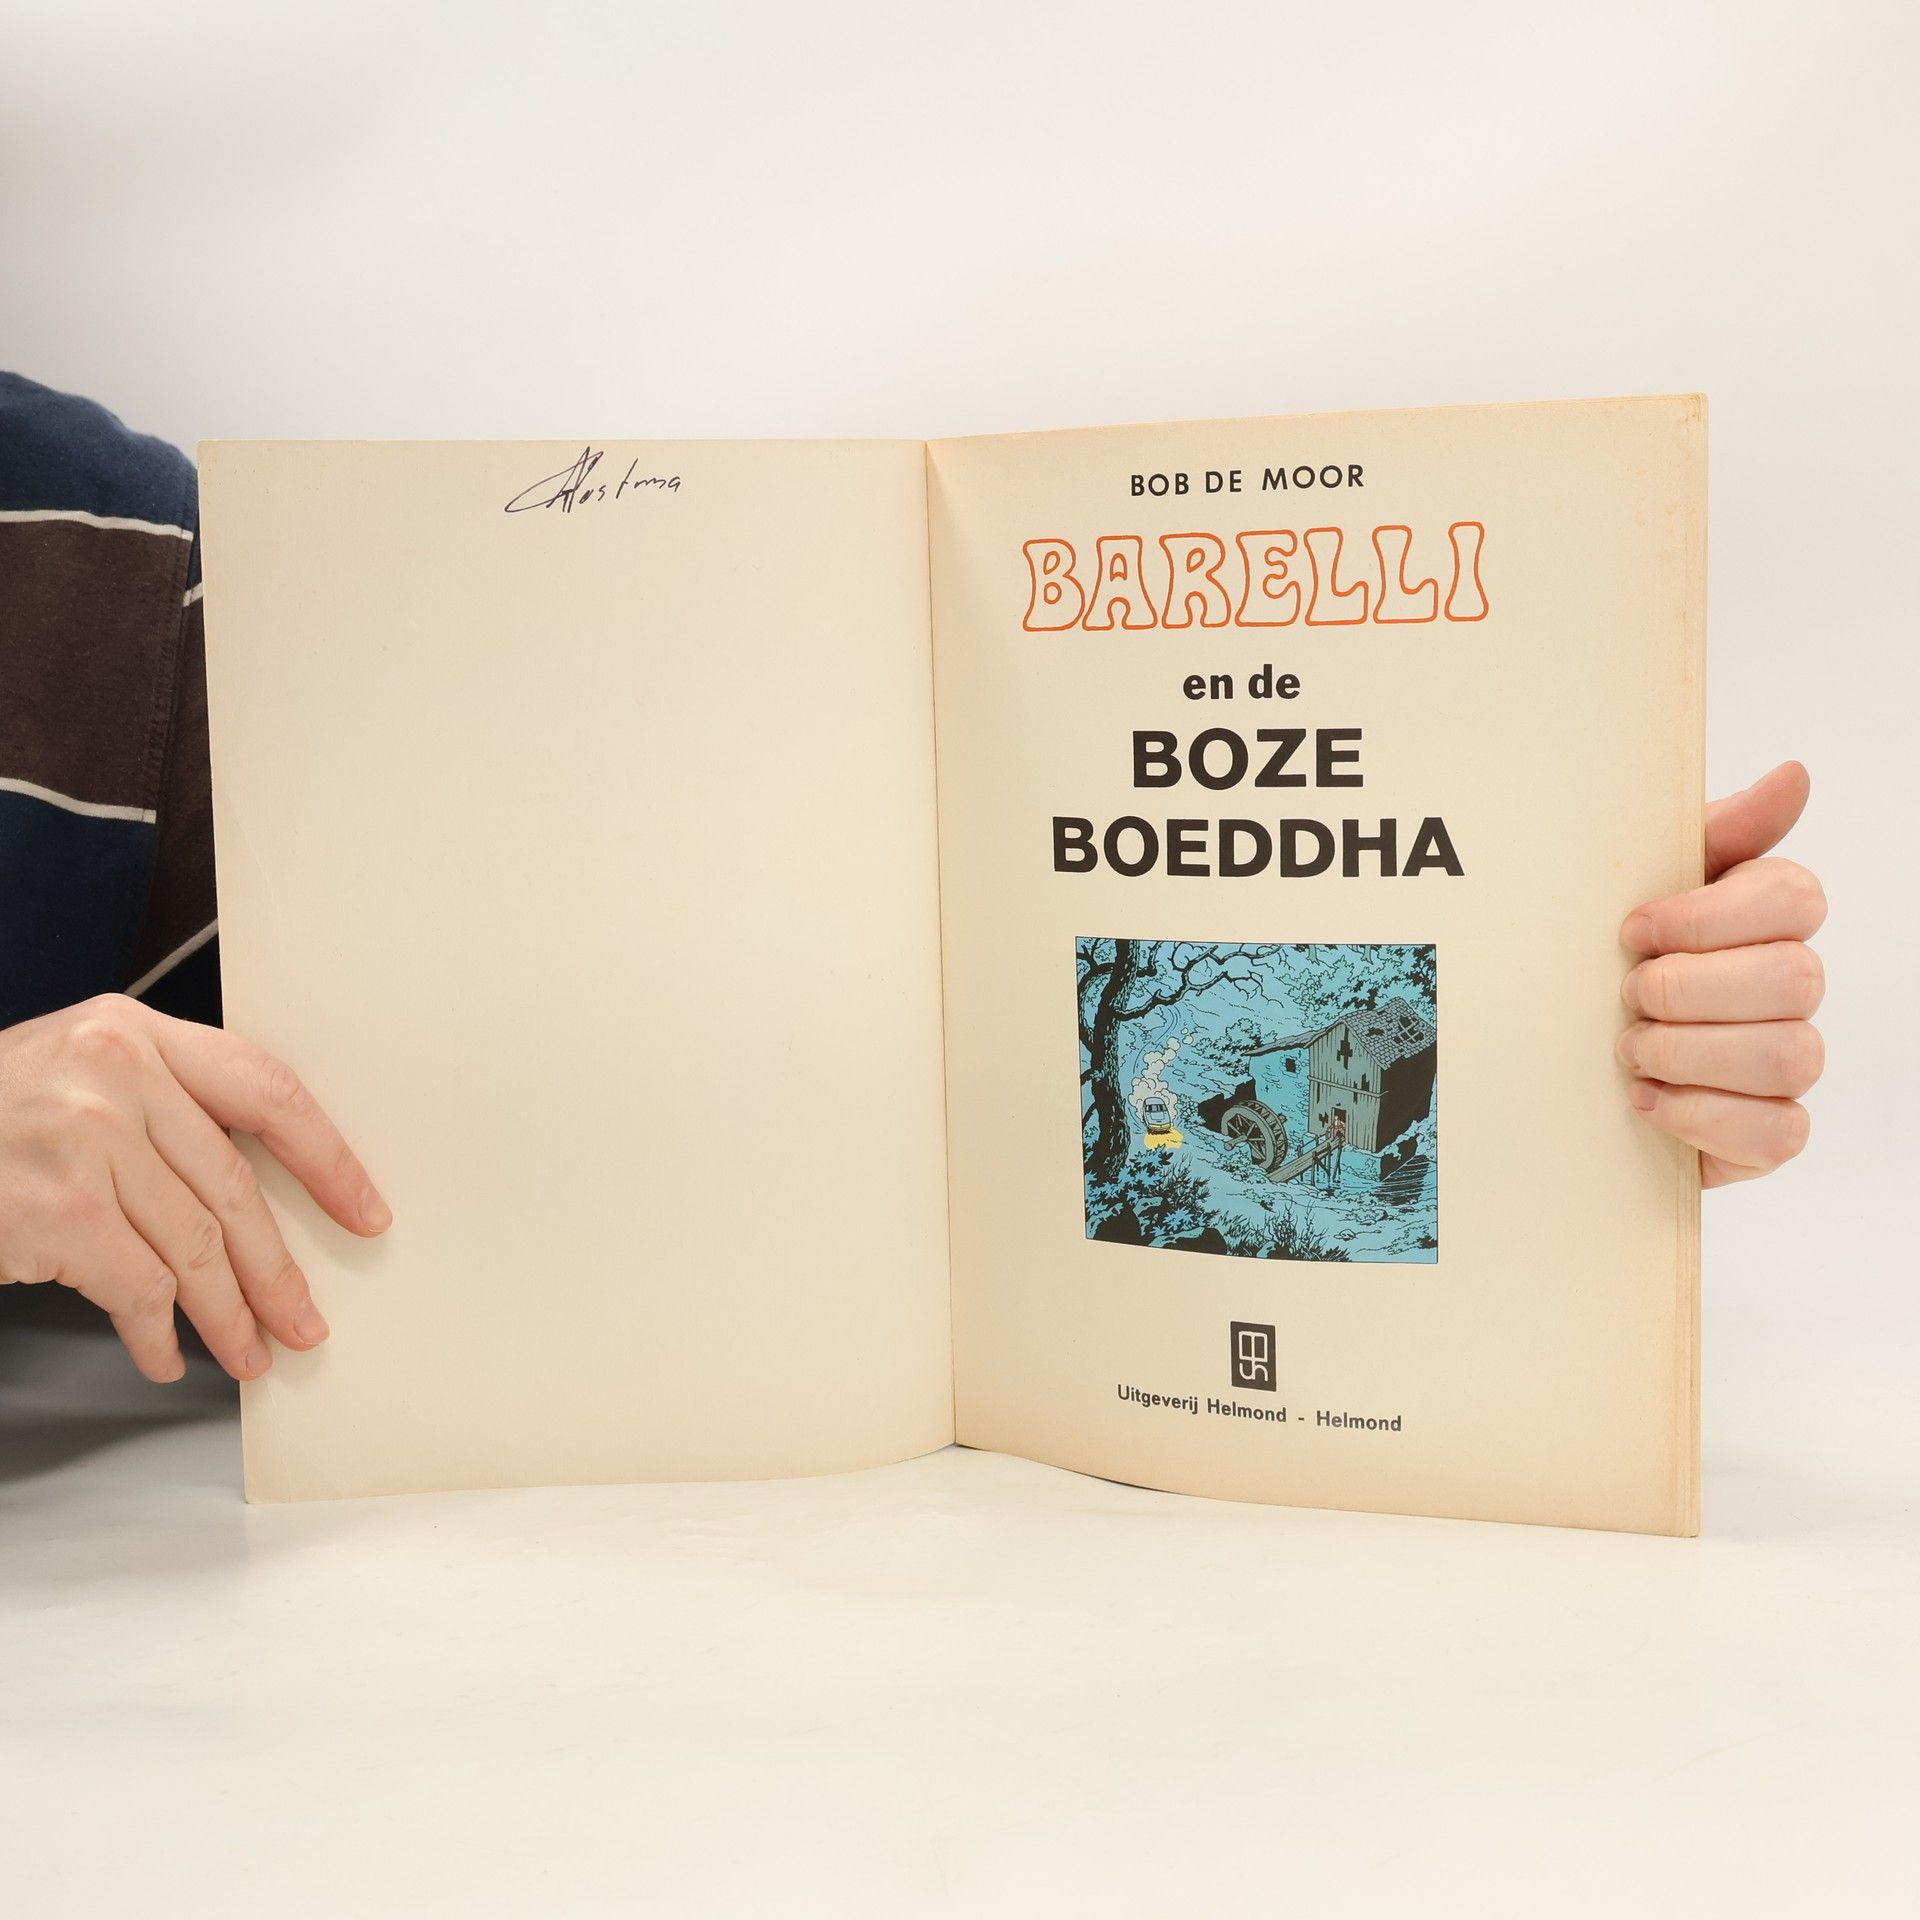 BOB DE MOOR
BARELLI
en de
BOZE
BOEDDHA
Uitgeverij Helmond - Helmond